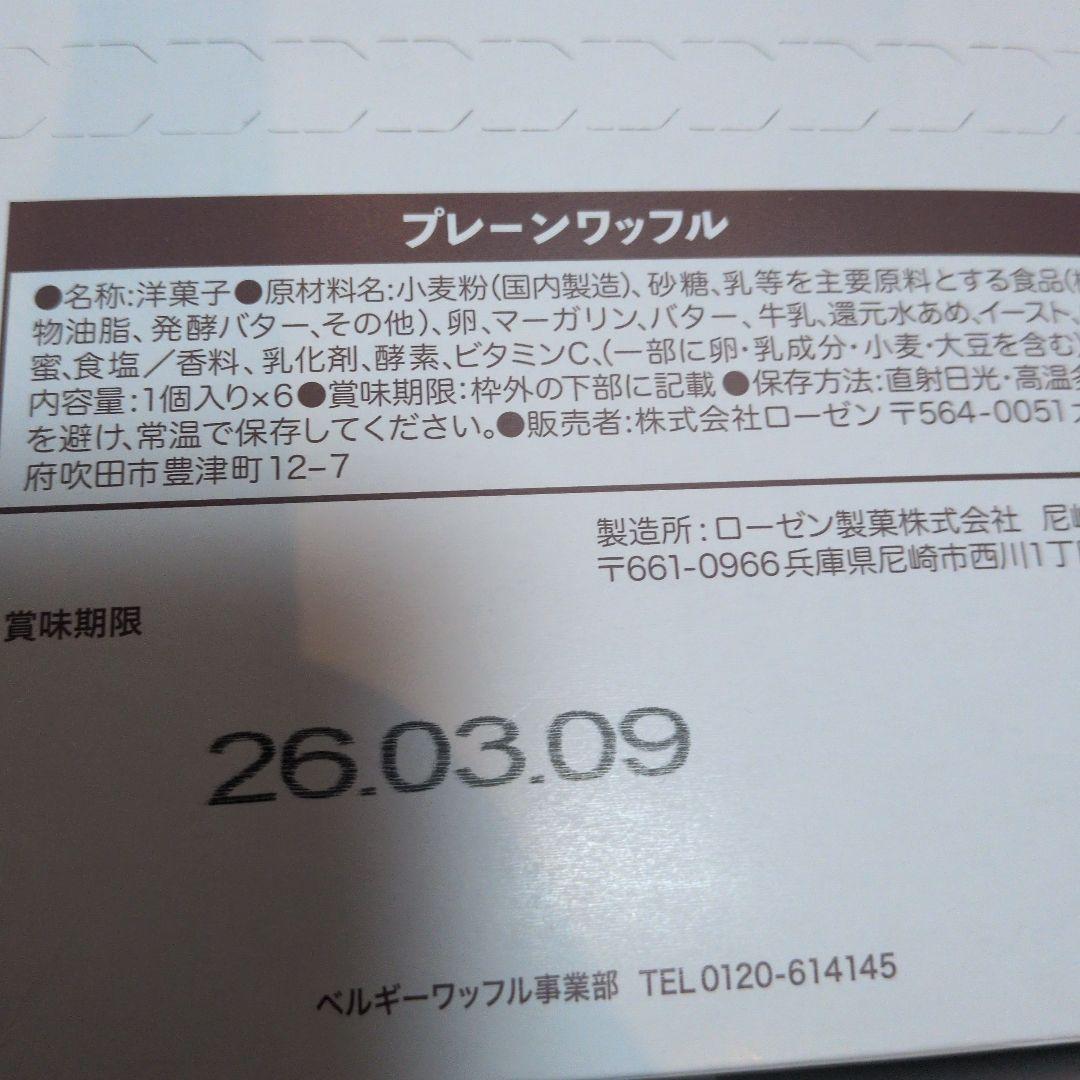 プレーンワッフル
●名称:洋菓子●原材料名:小麦粉(国内製造)、砂糖、乳等を主要原料とする食品(
物油脂、発酵バター、その他)、卵、マーガリン、バター、牛乳、還元水あめ、イースト、
蜜、食塩／香料、乳化剤、酵素、ビタミンC、(一部に卵・乳成分・小麦・大豆を含む)
内容量:1個入り×6●賞味期限:枠外の下部に記載●保存方法:直射日光・高温
を避け、常温で保存してください。●販売者:株式会社ローゼン 〒564-0051
府吹田市豊津町12-7
製造所:ローゼン製菓株式会社 尼崎
〒661-0966兵庫県尼崎市西川1丁
賞味期限
26.03.09
ベルギーワッフル事業部 TEL0120-614145